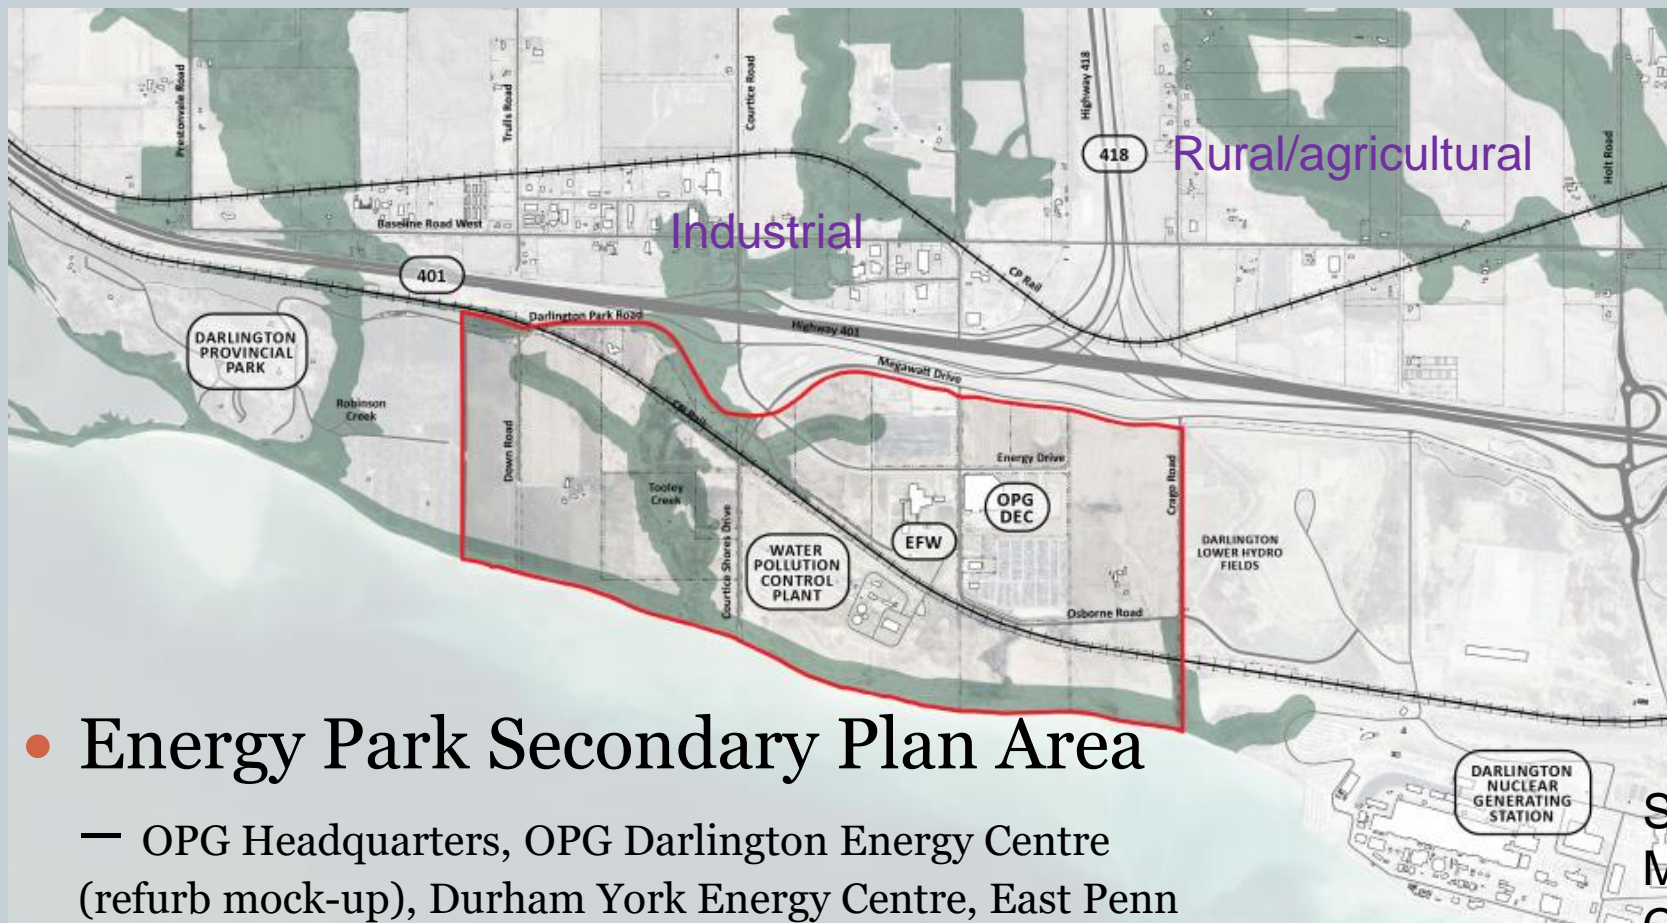 Prestonvale Road
Trulls Road
Courtice Road
Highway 418
418
Rural/agricultural
Holt Road
Baseline Road West
Industrial
401
CP Rail
DARLINGTON
PROVINCIAL
PARK
Darlington Park Road
Highway 401
Megawatt Drive
Robinson
Creek
Down Road
Energy Drive
Crago Road
Tooley
Creek
OPG
DEC
Courtice Shores Drive
WATER
POLLUTION
CONTROL
PLANT
EFW
DARLINGTON
LOWER HYDRO
FIELDS
Osborne Road
• Energy Park Secondary Plan Area
DARLINGTON
NUCLEAR
GENERATING
STATION
– OPG Headquarters, OPG Darlington Energy Centre
(refurb mock-up), Durham York Energy Centre, East Penn
S
M